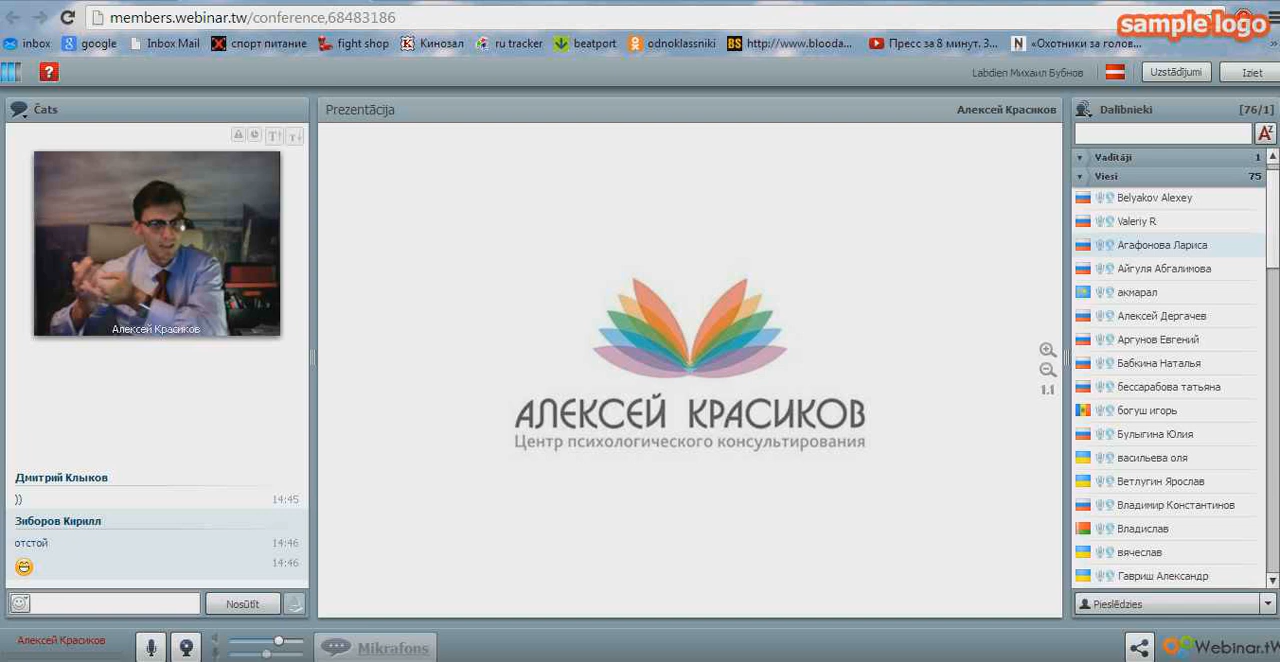 members.webinar.tw/conference,68483186
sample logo
inbox
google
Inbox Mail
спорт питание
fight shop
Кинозал
ru tracker
beatport
odnoklassniki
http://www.blooda...
Пресс за 8 минут. З...
«Охотники за голов...
Labdien Михаил Бубнов
Uzstādījumi
Iziet
Čats
Алексей Красиков
Дмитрий Клыков
)) 14:45
Зиборов Кирилл
отстой 14:46
14:46
Nosūtīt
Prezentācija
Алексей Красиков
АЛЕКСЕЙ КРАСИКОВ
Центр психологического консультирования
1:1
Dalībnieki [76/1]
Vadītāji 1
Viesi 75
Belyakov Alexey
Valeriy R
Агафонова Лариса
Айгуля Абгалимова
акмарал
Алексей Дергачев
Аргунов Евгений
Бабкина Наталья
бессарабова татьяна
богуш игорь
Булыгина Юлия
васильева оля
Ветлугин Ярослав
Владимир Константинов
Владислав
вячеслав
Гавриш Александр
Pieslēdzies
Алексей Красиков
Mikrafons
Webinar.tw